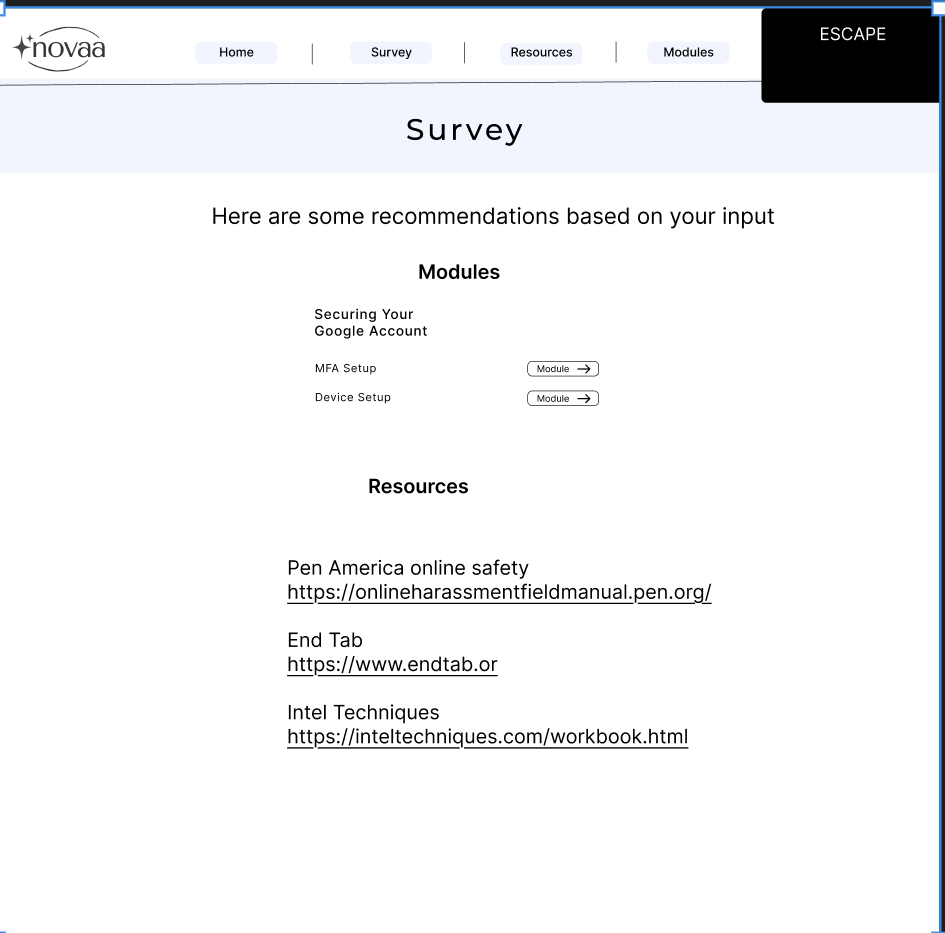 novaa
Home
Survey
Resources
Modules
ESCAPE
Survey
Here are some recommendations based on your input
Modules
Securing Your
Google Account
MFA Setup
Module
Device Setup
Module
Resources
Pen America online safety
https://onlineharassmentfieldmanual.pen.org/
End Tab
https://www.endtab.or
Intel Techniques
https://inteltechniques.com/workbook.html